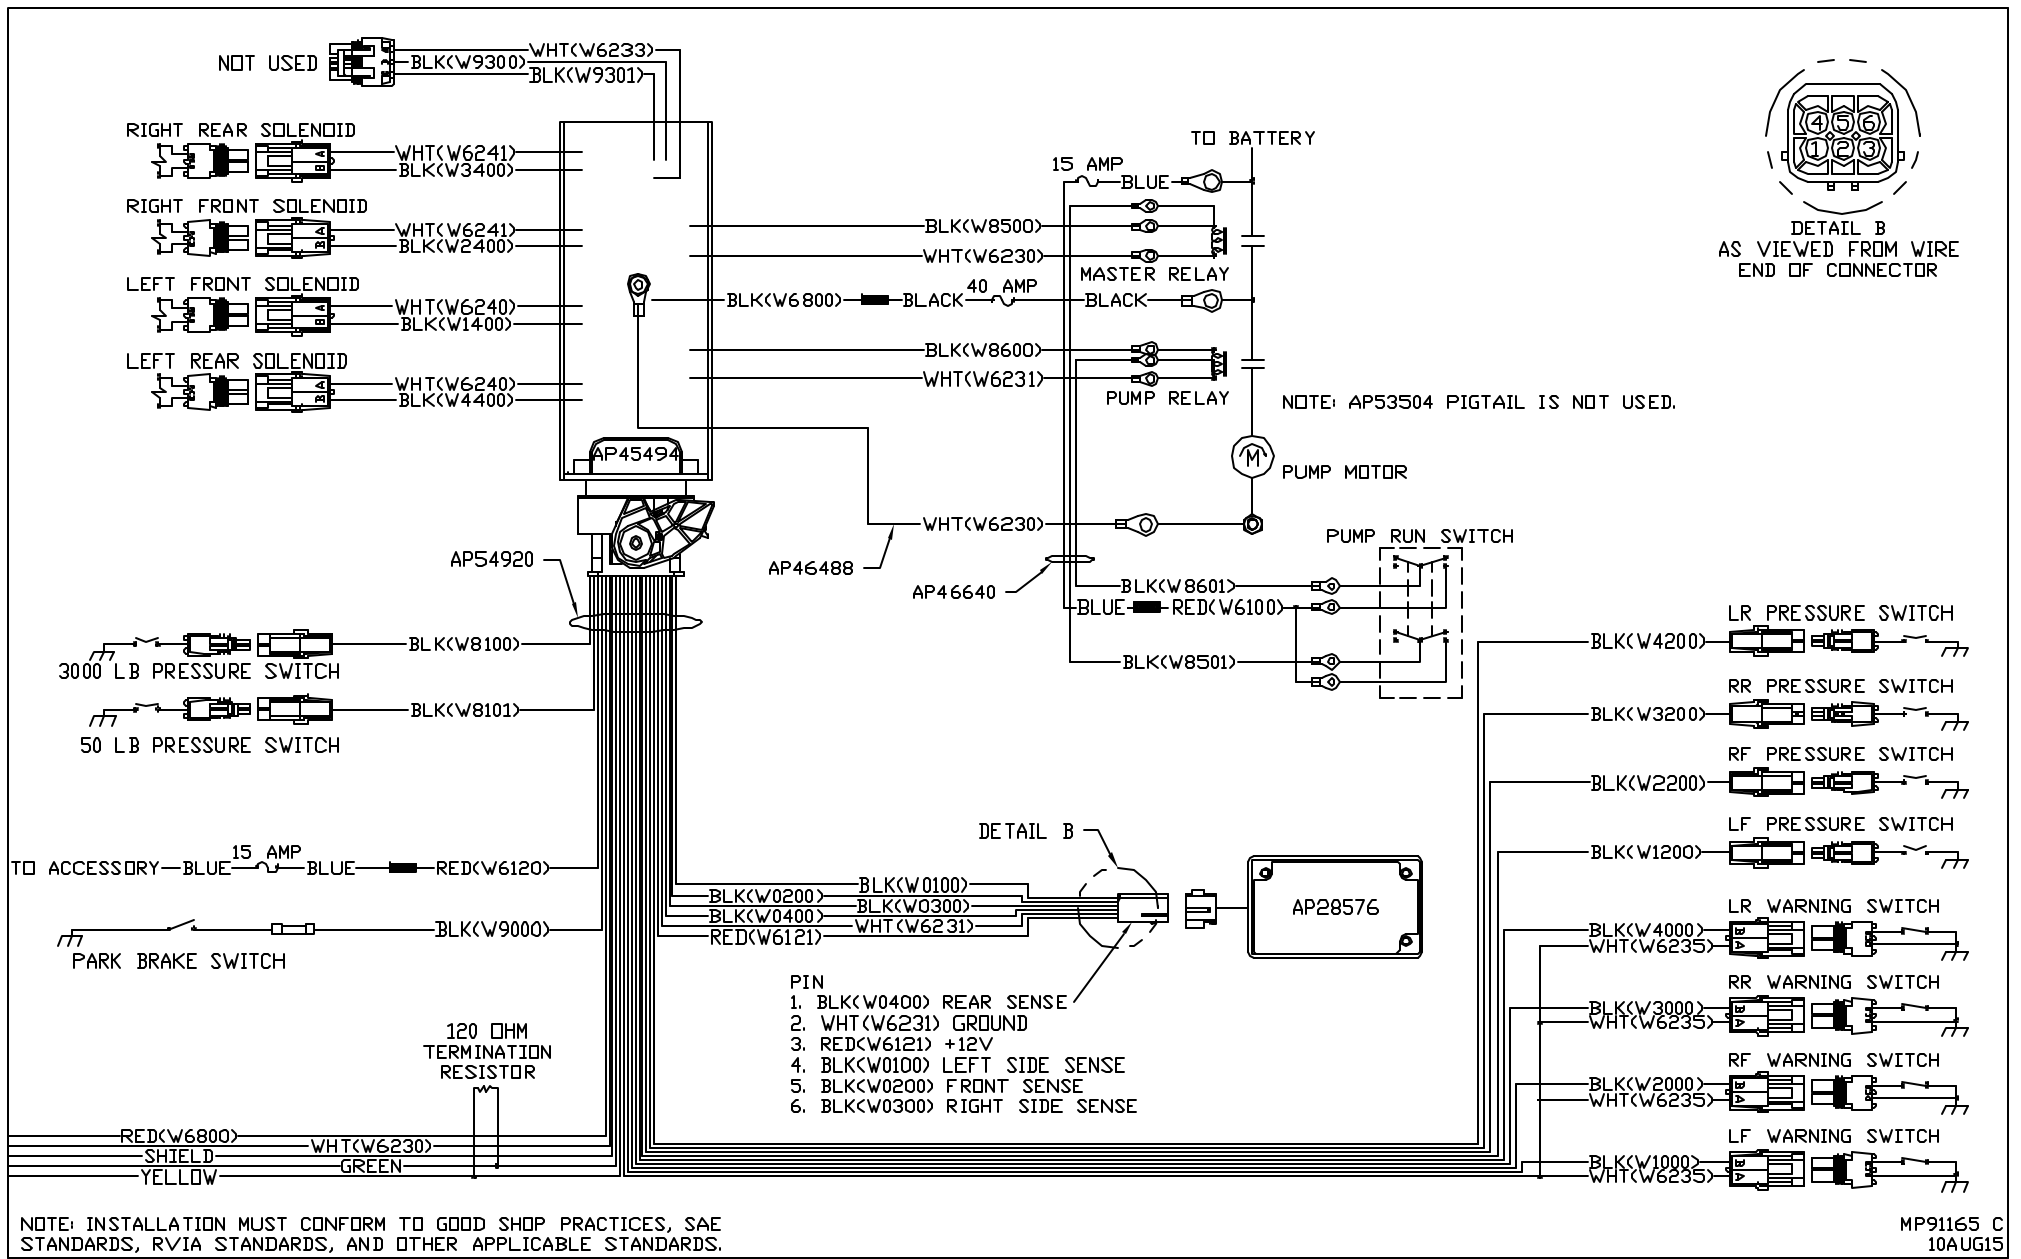 NOT USED
WHT(W6233)
BLK(W9300)
BLK(W9301)
RIGHT REAR SOLENOID
WHT(W6241)
BLK(W3400)
A
B
RIGHT FRONT SOLENOID
WHT(W6241)
BLK(W2400)
A
B
LEFT FRONT SOLENOID
WHT(W6240)
BLK(W1400)
A
B
LEFT REAR SOLENOID
WHT(W6240)
BLK(W4400)
A
B
AP45494
TO BATTERY
15 AMP
BLUE
BLK(W8500)
WHT(W6230)
MASTER RELAY
BLK(W6800)
BLACK
40 AMP
BLACK
BLK(W8600)
WHT(W6231)
PUMP RELAY
NOTE: AP53504 PIGTAIL IS NOT USED.
M
PUMP MOTOR
WHT(W6230)
AP46488
AP46640
AP54920
4 5 6
1 2 3
DETAIL B
AS VIEWED FROM WIRE
END OF CONNECTOR
PUMP RUN SWITCH
BLK(W8601)
BLUE
RED(W6100)
BLK(W8501)
BLK(W8100)
3000 LB PRESSURE SWITCH
BLK(W8101)
50 LB PRESSURE SWITCH
TO ACCESSORY
BLUE
15 AMP
BLUE
RED(W6120)
BLK(W9000)
PARK BRAKE SWITCH
120 OHM
TERMINATION
RESISTOR
RED(W6800)
WHT(W6230)
SHIELD
GREEN
YELLOW
DETAIL B
BLK(W0100)
BLK(W0200)
BLK(W0300)
BLK(W0400)
WHT(W6231)
RED(W6121)
AP28576
PIN
1. BLK(W0400) REAR SENSE
2. WHT(W6231) GROUND
3. RED(W6121) +12V
4. BLK(W0100) LEFT SIDE SENSE
5. BLK(W0200) FRONT SENSE
6. BLK(W0300) RIGHT SIDE SENSE
LR PRESSURE SWITCH
BLK(W4200)
RR PRESSURE SWITCH
BLK(W3200)
RF PRESSURE SWITCH
BLK(W2200)
LF PRESSURE SWITCH
BLK(W1200)
LR WARNING SWITCH
BLK(W4000)
WHT(W6235)
B
A
RR WARNING SWITCH
BLK(W3000)
WHT(W6235)
B
A
RF WARNING SWITCH
BLK(W2000)
WHT(W6235)
B
A
LF WARNING SWITCH
BLK(W1000)
WHT(W6235)
B
A
NOTE: INSTALLATION MUST CONFORM TO GOOD SHOP PRACTICES, SAE
STANDARDS, RVIA STANDARDS, AND OTHER APPLICABLE STANDARDS.
MP91165 C
10AUG15